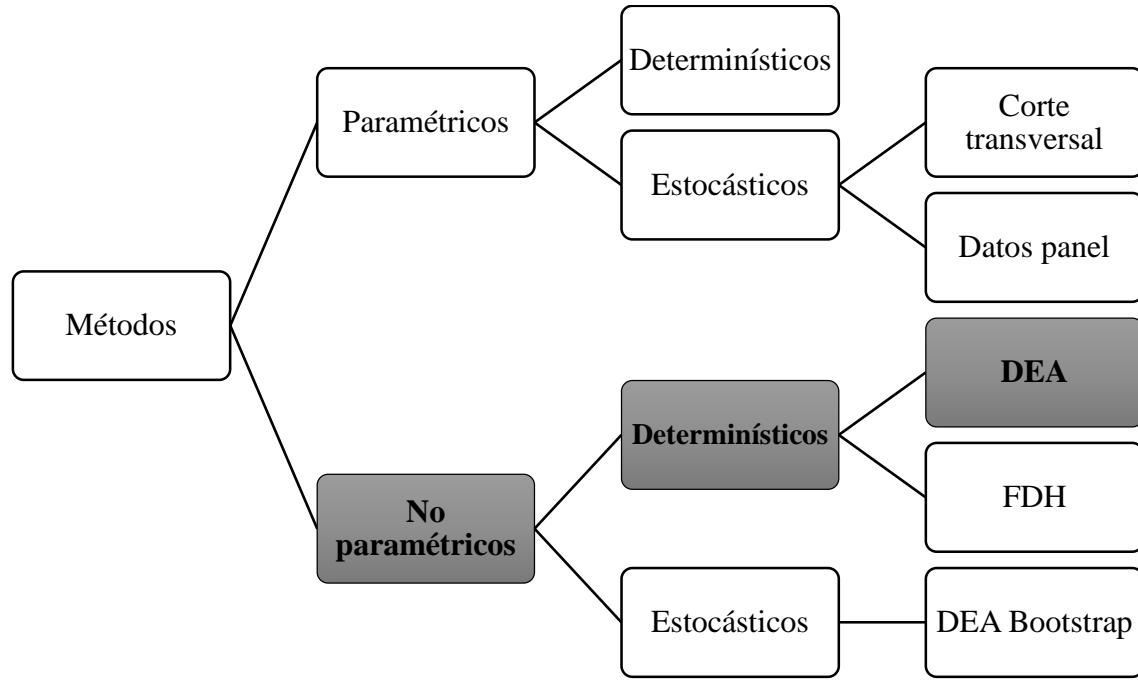 Determinísticos
Paramétricos
Corte
transversal
Estocásticos
Datos panel
Métodos
DEA
Determinísticos
No
paramétricos
FDH
Estocásticos
DEA Bootstrap